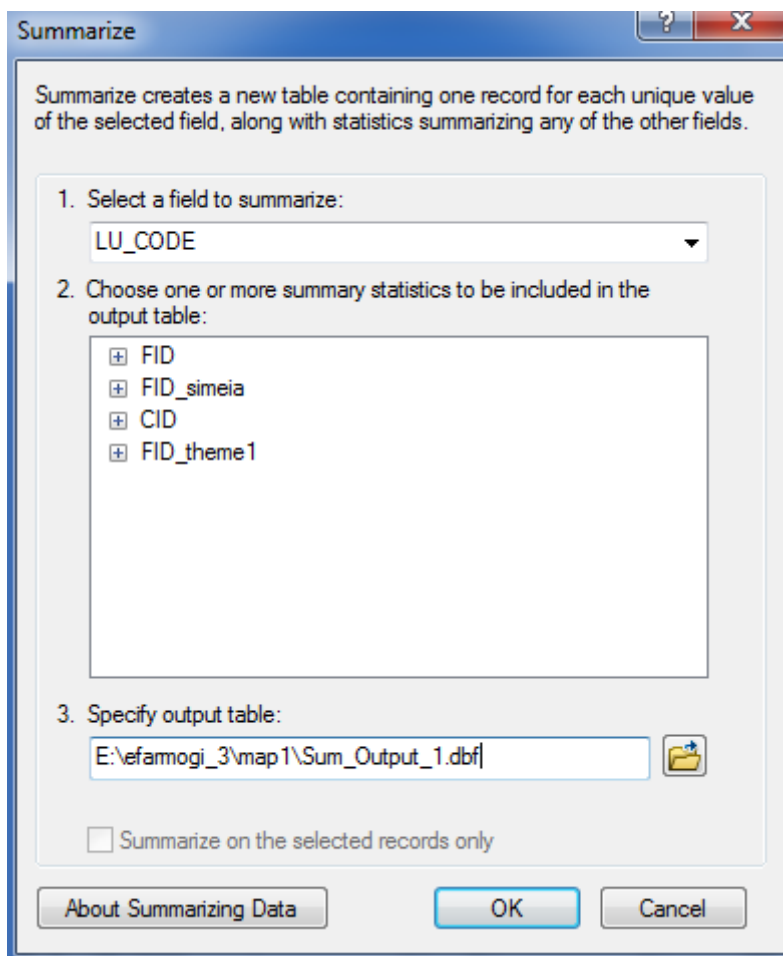 Summarize
Summarize creates a new table containing one record for each unique value
of the selected field, along with statistics summarizing any of the other fields.
1. Select a field to summarize:
LU_CODE
2. Choose one or more summary statistics to be included in the
output table:
FID
FID_simeia
CID
FID_theme1
3. Specify output table:
E:\efarmogi_3\map1\Sum_Output_1.dbf
Summarize on the selected records only
About Summarizing Data
OK
Cancel